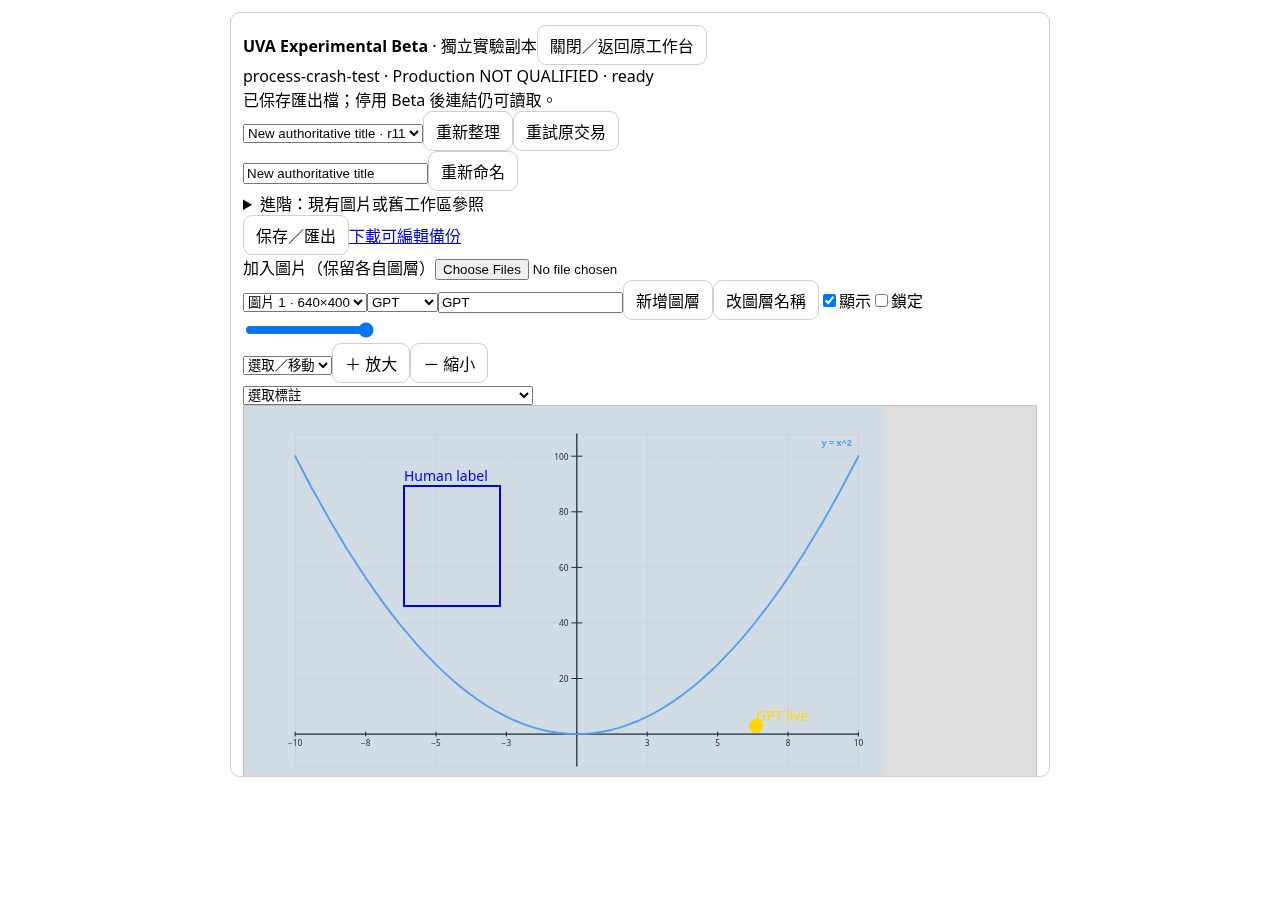 UVA Experimental Beta · 獨立實驗副本 關閉／返回原工作台
process-crash-test · Production NOT QUALIFIED · ready
已保存匯出檔；停用 Beta 後連結仍可讀取。
New authoritative title · r11 重新整理 重試原交易
New authoritative title 重新命名
▶ 進階：現有圖片或舊工作區參照
保存／匯出 下載可編輯備份
加入圖片（保留各自圖層） Choose Files No file chosen
圖片 1 · 640×400 GPT GPT 新增圖層 改圖層名稱 顯示 鎖定
選取／移動 ＋ 放大 － 縮小
選取標註
y = x^2
100
Human label
80
60
40
20
GPT live
−10 −8 −5 −3 3 5 8 10